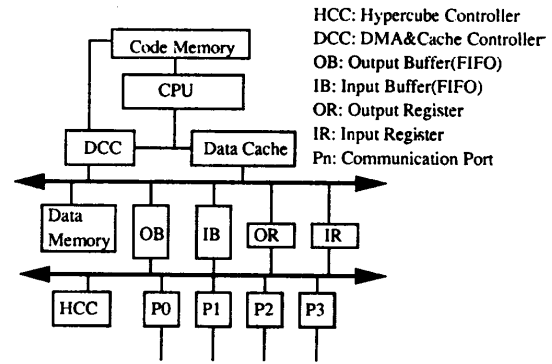 HCC: Hypercube Controller
DCC: DMA&Cache Controller
OB: Output Buffer(FIFO)
IB: Input Buffer(FIFO)
OR: Output Register
IR: Input Register
Pn: Communication Port
Code Memory
CPU
DCC
Data Cache
Data
Memory
OB
IB
OR
IR
HCC
P0
P1
P2
P3